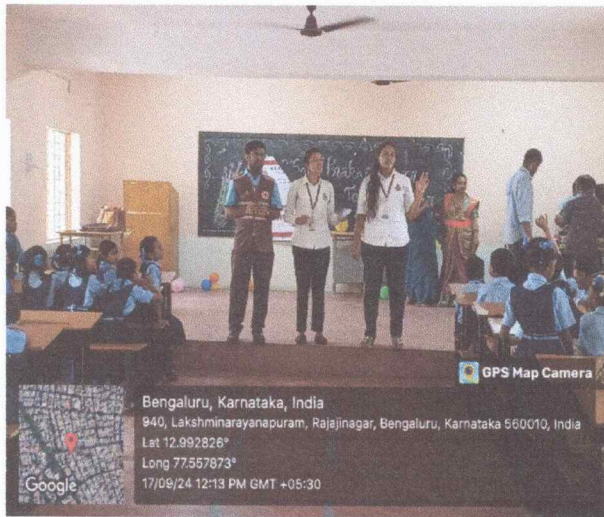 GPS Map Camera
Bengaluru, Karnataka, India
940, Lakshminarayanapuram, Rajajinagar, Bengaluru, Karnataka 560010, India
Lat 12.992826°
Long 77.557873°
17/09/24 12:13 PM GMT +05:30
Google